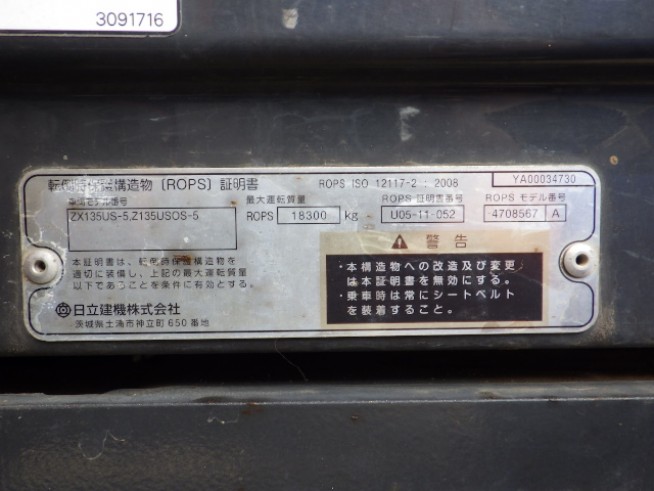 3091716
転倒時保護構造物 (ROPS) 証明書
ROPS ISO 12117-2 : 2008
YA00034730
本体モデル番号
ZX135US-5,Z135USOS-5
最大運転質量
ROPS 18300 kg
ROPS 証明書番号
U05-11-052
ROPS モデル番号
4708567 A
本証明書は、転倒時保護構造物を
適切に装備し、上記の最大運転質量
以下であることを条件に有効とする。
日立建機株式会社
茨城県土浦市神立町650番地
警告
・本構造物への改造及び変更
は本証明書を無効にする。
・乗車時は常にシートベルト
を装着すること。